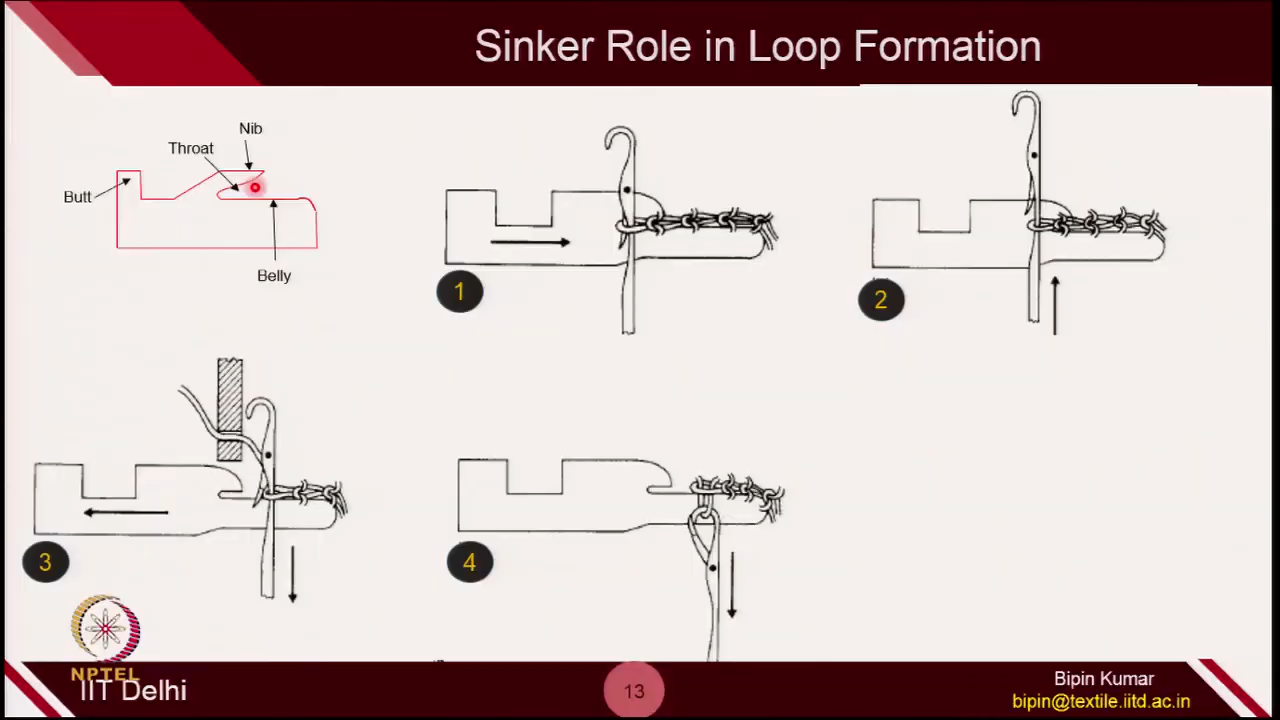 Sinker Role in Loop Formation
Nib
Throat
Butt
Belly
1
2
3
4
NPTEL
IIT Delhi
13
Bipin Kumar
bipin@textile.iitd.ac.in